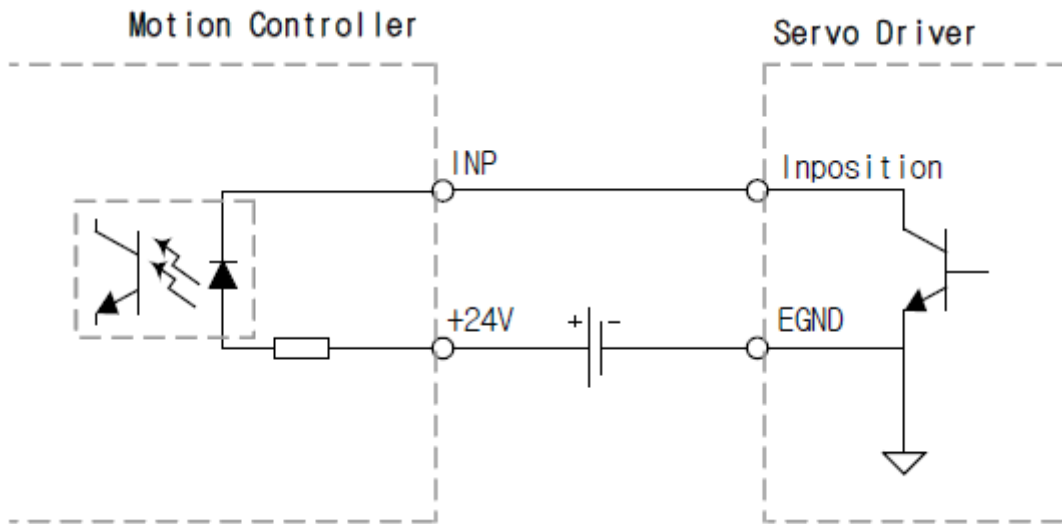 Motion Controller
Servo Driver
INP
Inposition
+24V
+ -
EGND